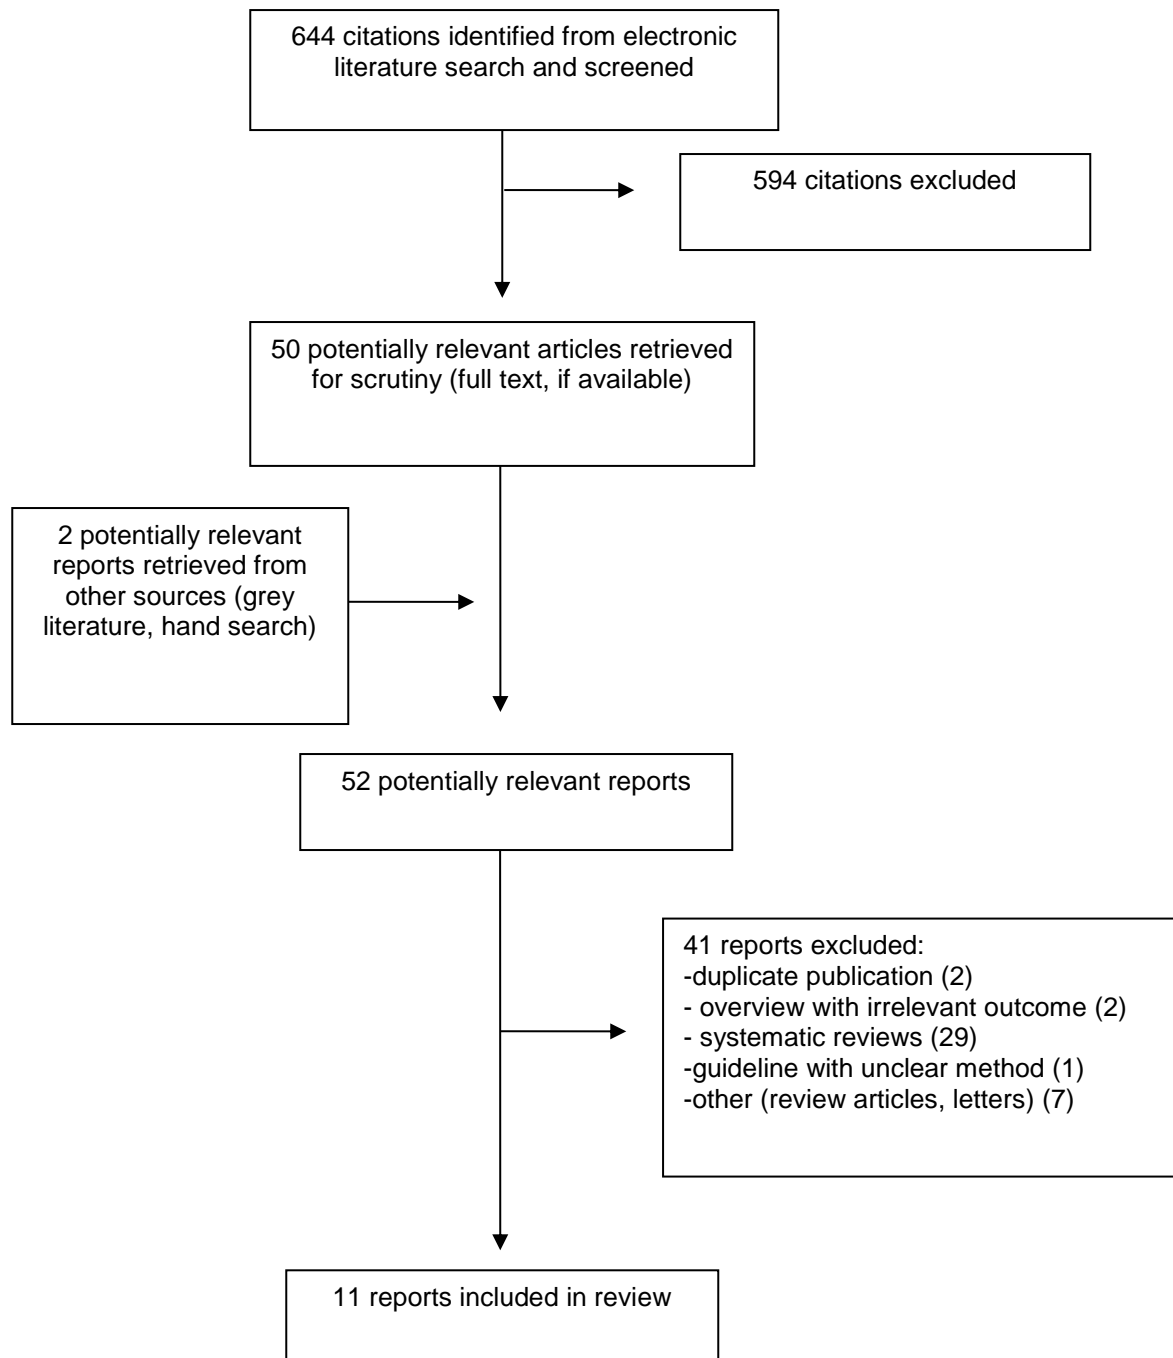 644 citations identified from electronic
literature search and screened
594 citations excluded
50 potentially relevant articles retrieved
for scrutiny (full text, if available)
2 potentially relevant
reports retrieved from
other sources (grey
literature, hand search)
52 potentially relevant reports
41 reports excluded:
-duplicate publication (2)
- overview with irrelevant outcome (2)
- systematic reviews (29)
-guideline with unclear method (1)
-other (review articles, letters) (7)
11 reports included in review